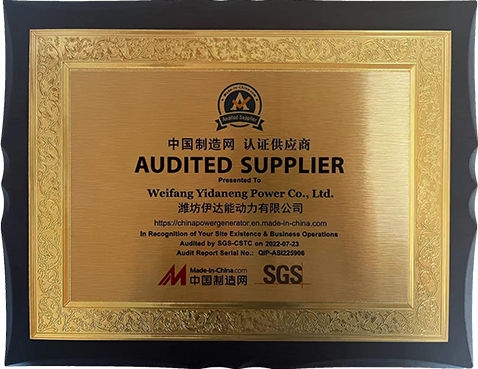 Audited Supplier
中国制造网 认证供应商
AUDITED SUPPLIER
Presented To
Weifang Yidaneng Power Co., Ltd.
潍坊伊达能动力有限公司
https://chinapowergenerator.en.made-in-china.com
In Recognition of Your Site Existence & Business Operations
Audited by SGS-CSTC on 2022-07-23
Audit Report Serial No.: QIP-ASI225906
Made-in-China.com
中国制造网
SGS